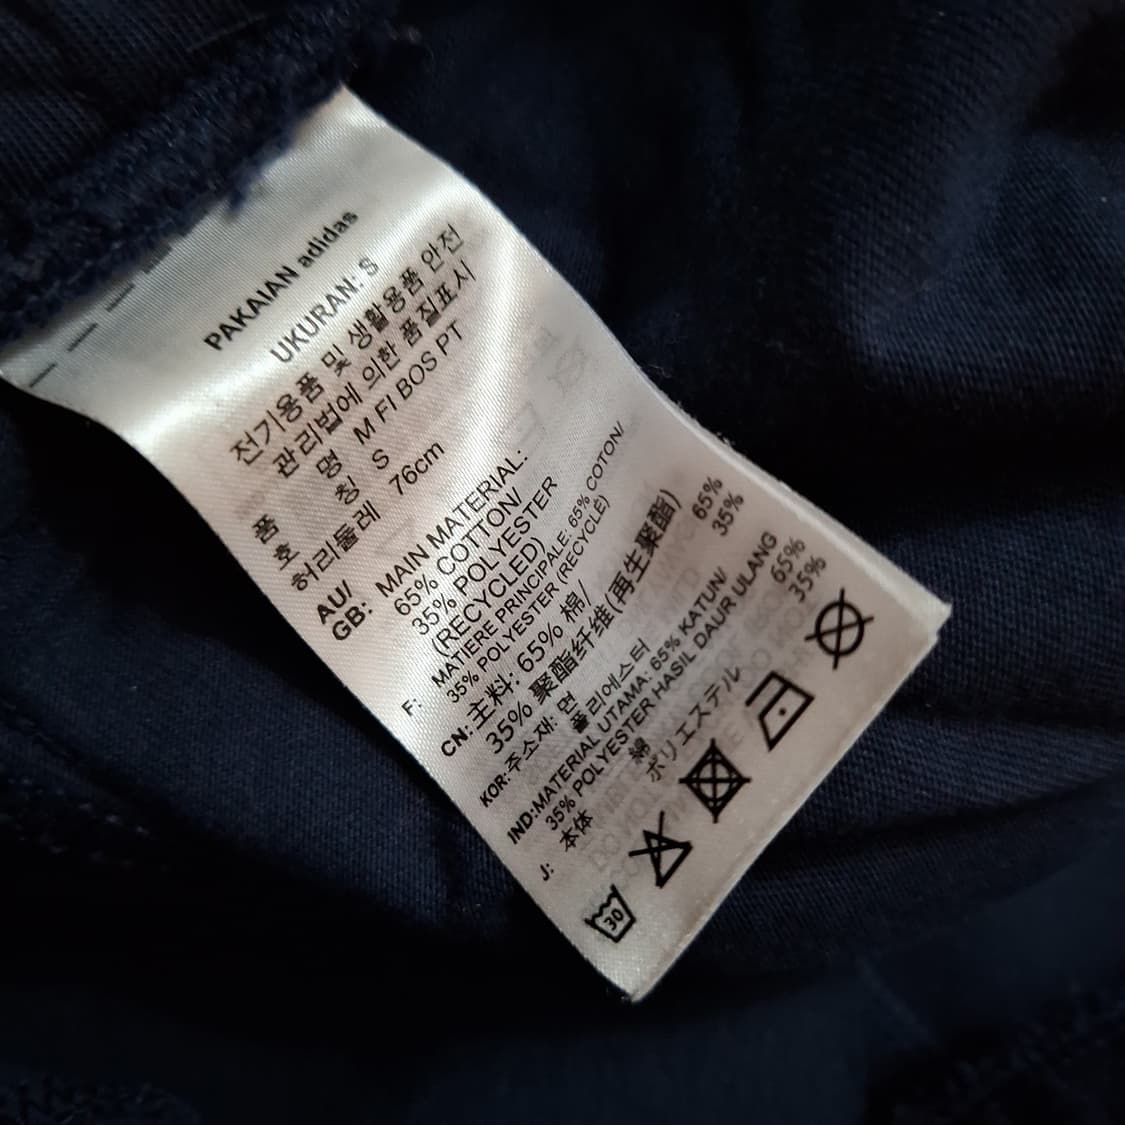 PAKAIAN adidas
UKURAN: S
전기용품 및 생활용품 안전
관리법에 의한 품질표시
품 명 M FI BOS PT
호 칭 S
허리둘레 76cm
AU/
GB: MAIN MATERIAL:
65% COTTON/
35% POLYESTER
(RECYCLED)
F: MATIERE PRINCIPALE: 65% COTON/
35% POLYESTER (RECYCLÉ)
CN: 主料: 65% 棉/
35% 聚酯纤维(再生聚酯)
KOR: 주소재: 면 65%
폴리에스터 35%
IND:MATERIAL UTAMA: 65% KATUN/
35% POLYESTER HASIL DAUR ULANG
J: 本体 綿 65%
ポリエステル 35%
30